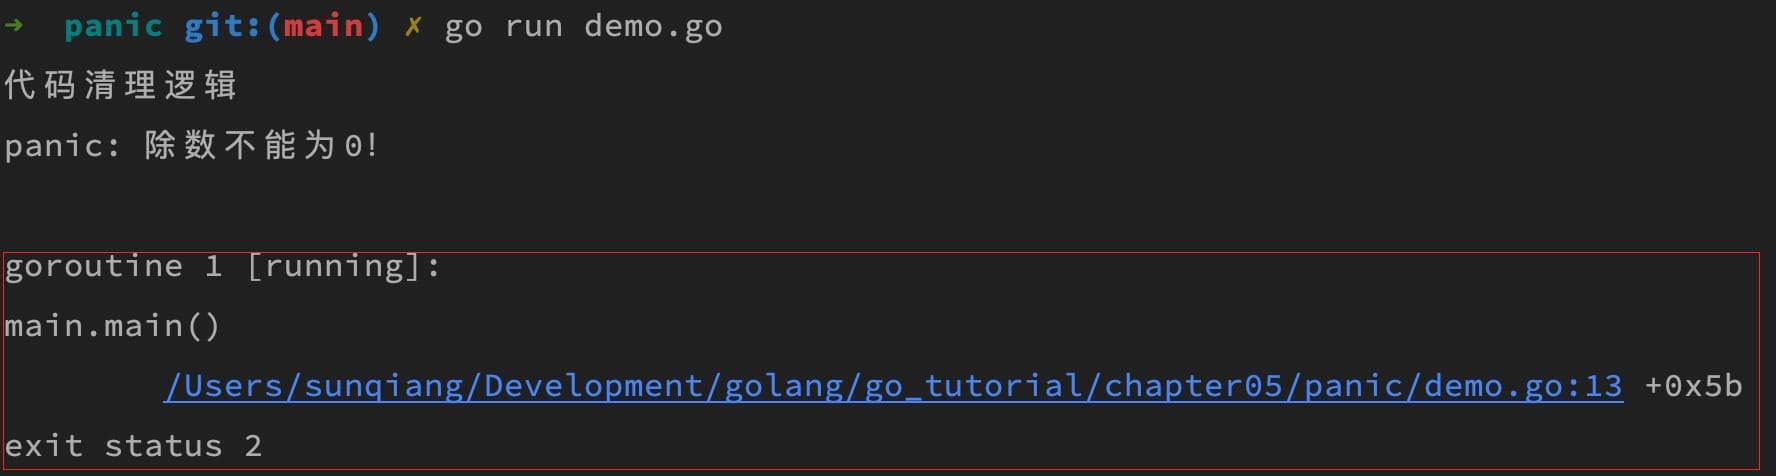 ➜ panic git:(main) ✗ go run demo.go
代码清理逻辑
panic: 除数不能为0!
goroutine 1 [running]:
main.main()
/Users/sunqiang/Development/golang/go_tutorial/chapter05/panic/demo.go:13 +0x5b
exit status 2